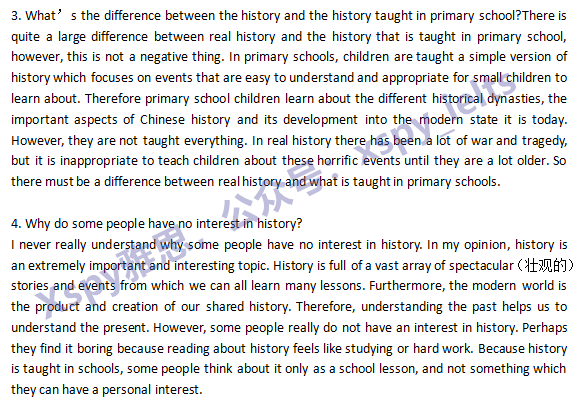 3. What’s the difference between the history and the history taught in primary school?There is
quite a large difference between real history and the history that is taught in primary school,
however, this is not a negative thing. In primary schools, children are taught a simple version of
history which focuses on events that are easy to understand and appropriate for small children to
learn about. Therefore primary school children learn about the different historical dynasties, the
important aspects of Chinese history and its development into the modern state it is today.
However, they are not taught everything. In real history there has been a lot of war and tragedy,
but it is inappropriate to teach children about these horrific events until they are a lot older. So
there must be a difference between real history and what is taught in primary schools.
4. Why do some people have no interest in history?
I never really understand why some people have no interest in history. In my opinion, history is
an extremely important and interesting topic. History is full of a vast array of spectacular（壮观的）
stories and events from which we can all learn many lessons. Furthermore, the modern world is
the product and creation of our shared history. Therefore, understanding the past helps us to
understand the present. However, some people really do not have an interest in history. Perhaps
they find it boring because reading about history feels like studying or hard work. Because history
is taught in schools, some people think about it only as a school lesson, and not something which
they can have a personal interest.
Xspy雅思，公众号：xspy_ielts